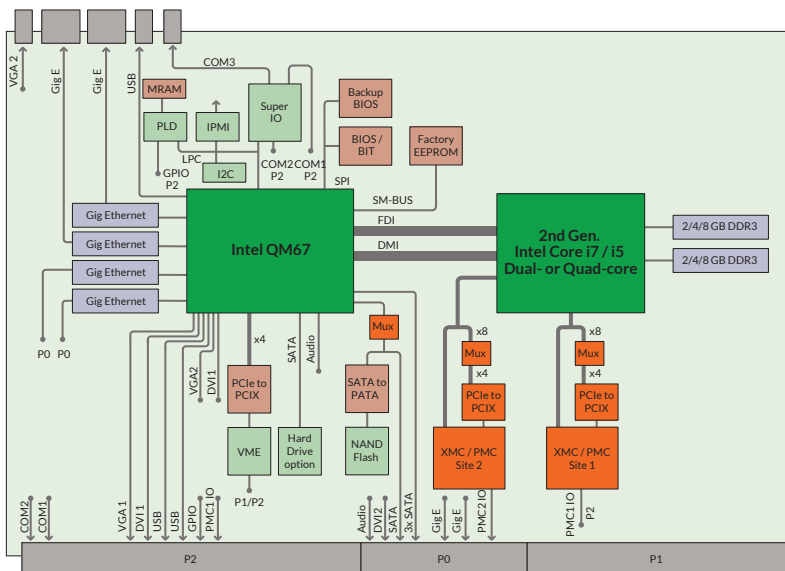 VGA 2
Gig E
Gig E
USB
COM3
MRAM
PLD
IPMI
Super
IO
Backup
BIOS
BIOS /
BIT
Factory
EEPROM
LPC
I2C
GPIO
P2
COM2
P2
COM1
P2
SPI
SM-BUS
FDI
DMI
Gig Ethernet
Gig Ethernet
Gig Ethernet
Gig Ethernet
Intel QM67
2nd Gen.
Intel Core i7 / i5
Dual- or Quad-core
2/4/8 GB DDR3
2/4/8 GB DDR3
P0
P0
VGA2
DVI 1
x4
SATA
Audio
Mux
x8
Mux
x4
x8
Mux
x4
PCIe to
PCIX
SATA to
PATA
PCIe to
PCIX
PCIe to
PCIX
VME
Hard
Drive
option
NAND
Flash
XMC / PMC
Site 2
XMC / PMC
Site 1
P1/P2
COM2
COM1
VGA 1
DVI 1
USB
USB
GPIO
PMC1 IO
Audio
DVI2
SATA
3x SATA
Gig E
Gig E
PMC2 IO
PMC1 IO
P2
P2
P0
P1